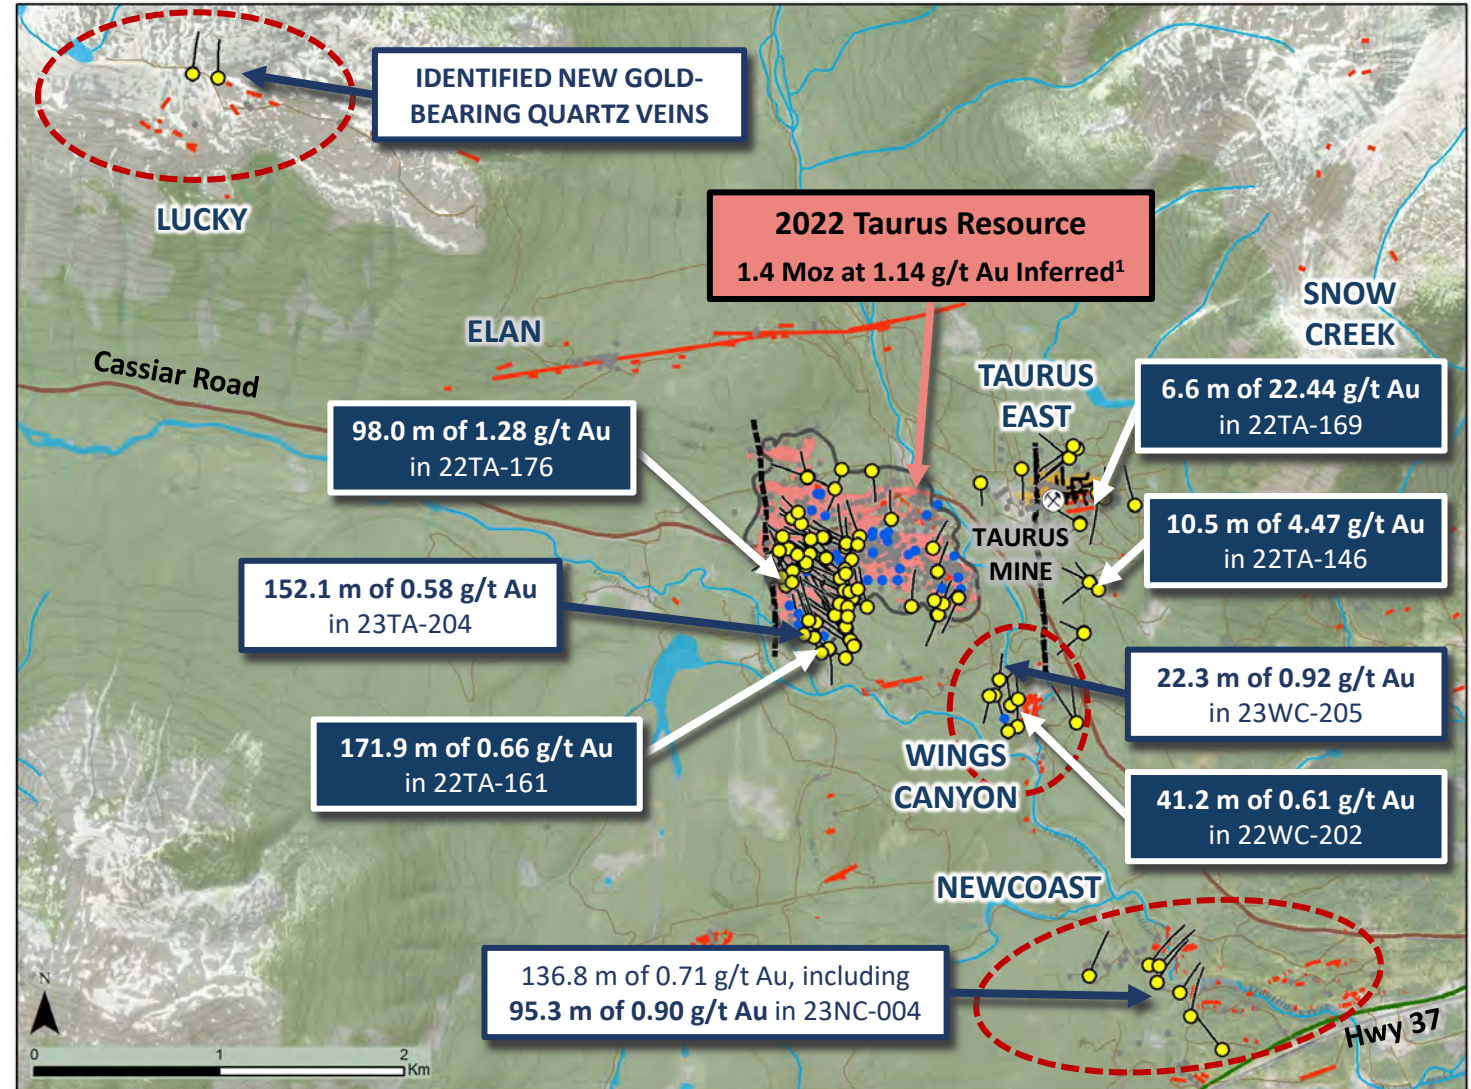 IDENTIFIED NEW GOLD-
BEARING QUARTZ VEINS
LUCKY
2022 Taurus Resource
1.4 Moz at 1.14 g/t Au Inferred¹
SNOW
CREEK
ELAN
Cassiar Road
TAURUS
EAST
6.6 m of 22.44 g/t Au
in 22TA-169
98.0 m of 1.28 g/t Au
in 22TA-176
10.5 m of 4.47 g/t Au
in 22TA-146
TAURUS
MINE
152.1 m of 0.58 g/t Au
in 23TA-204
22.3 m of 0.92 g/t Au
in 23WC-205
171.9 m of 0.66 g/t Au
in 22TA-161
WINGS
CANYON
41.2 m of 0.61 g/t Au
in 22WC-202
NEWCOAST
136.8 m of 0.71 g/t Au, including
95.3 m of 0.90 g/t Au in 23NC-004
Hwy 37
N
0 1 2
Km